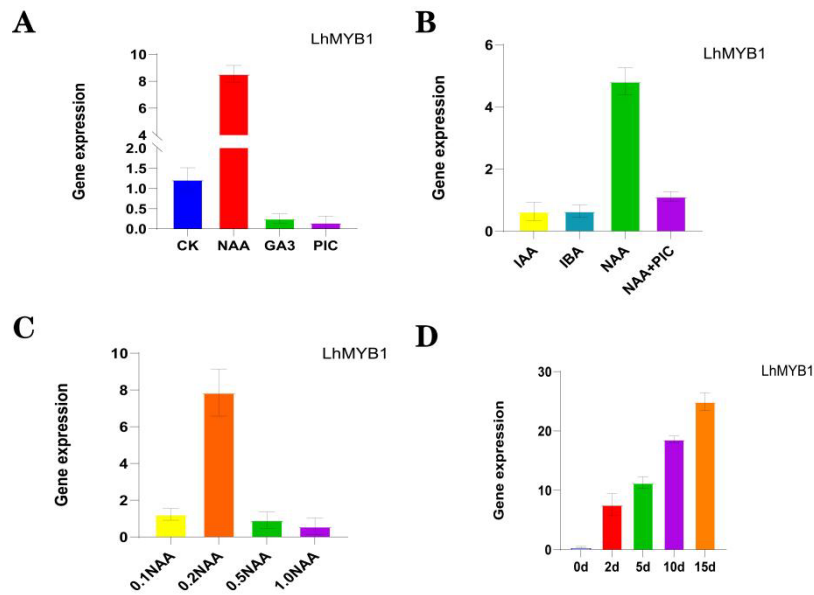 A
LhMYB1
Gene expression
10
8
6
4
2.0
1.5
1.0
0.5
0.0
CK NAA GA3 PIC
B
LhMYB1
Gene expression
6
4
2
0
IAA IBA NAA NAA+PIC
C
LhMYB1
Gene expression
10
8
6
4
2
0
0.1NAA 0.2NAA 0.5NAA 1.0NAA
D
LhMYB1
Gene expression
30
20
10
0
0d 2d 5d 10d 15d